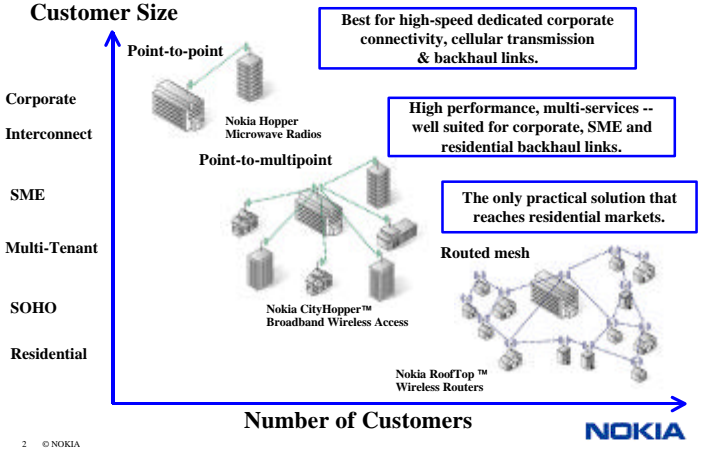 Customer Size
Best for high-speed dedicated corporate
connectivity, cellular transmission
& backhaul links.
Point-to-point
Corporate
Interconnect
Nokia Hopper
Microwave Radios
High performance, multi-services --
well suited for corporate, SME and
residential backhaul links.
Point-to-multipoint
SME
The only practical solution that
reaches residential markets.
Multi-Tenant
Routed mesh
SOHO
Nokia CityHopper™
Broadband Wireless Access
Residential
Nokia RoofTop ™
Wireless Routers
Number of Customers
NOKIA
2 © NOKIA